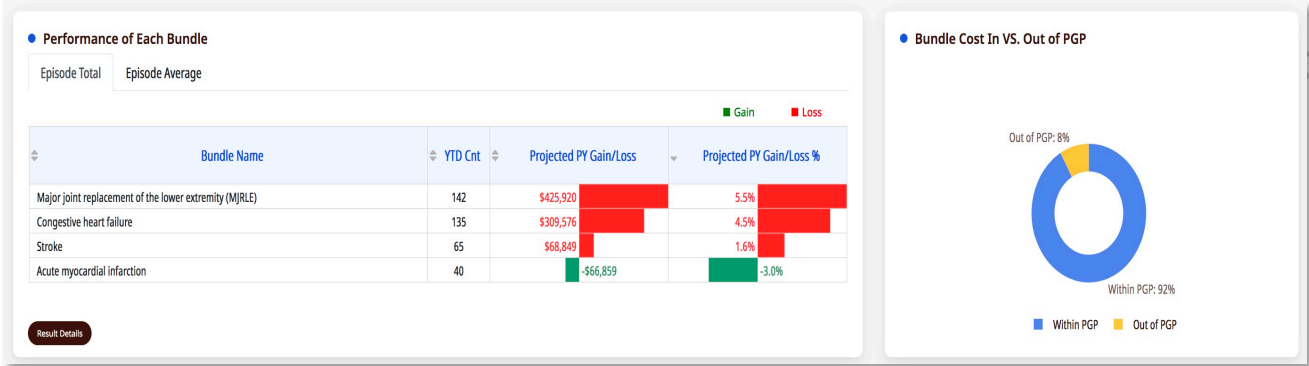 Performance of Each Bundle
Episode Total Episode Average
Gain Loss
Bundle Name YTD Cnt Projected PY Gain/Loss Projected PY Gain/Loss %
Major joint replacement of the lower extremity (MJRLE) 142 $425,920 5.5%
Congestive heart failure 135 $309,576 4.5%
Stroke 65 $68,849 1.6%
Acute myocardial infarction 40 -$66,859 -3.0%
Result Details
Bundle Cost In VS. Out of PGP
Out of PGP: 8%
Within PGP: 92%
Within PGP Out of PGP